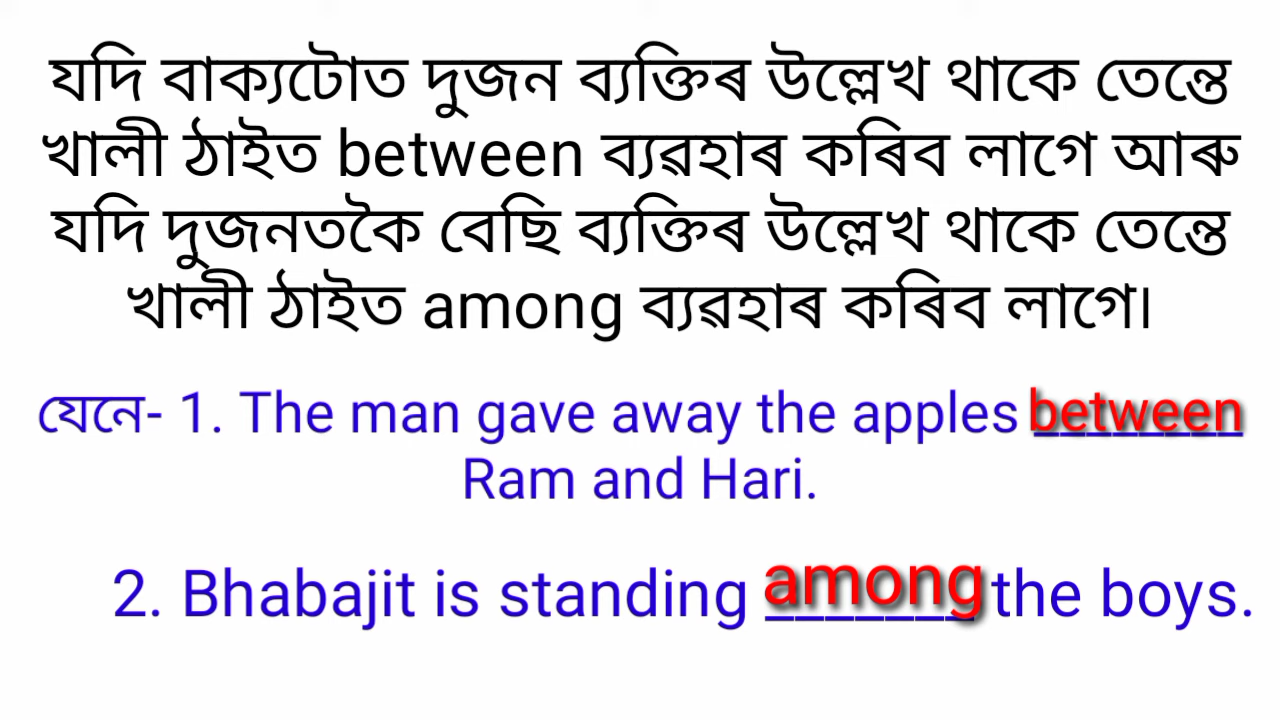 যদি বাক্যটোত দুজন ব্যক্তিৰ উল্লেখ থাকে তেন্তে
খালী ঠাইত between ব্যৱহাৰ কৰিব লাগে আৰু
যদি দুজনতকৈ বেছি ব্যক্তিৰ উল্লেখ থাকে তেন্তে
খালী ঠাইত among ব্যৱহাৰ কৰিব লাগে।
যেনে- 1. The man gave away the apples between
Ram and Hari.
2. Bhabajit is standing among the boys.